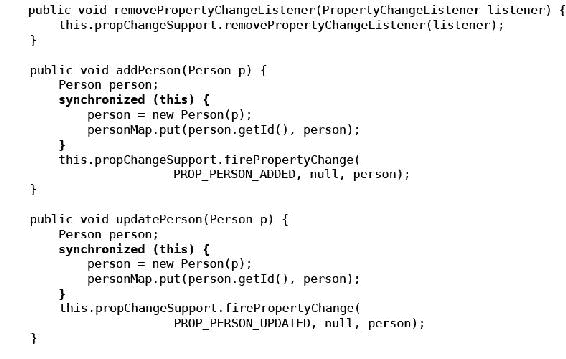 public void removePropertyChangeListener(PropertyChangeListener listener) {
this.propChangeSupport.removePropertyChangeListener(listener);
}
public void addPerson(Person p) {
Person person;
synchronized (this) {
person = new Person(p);
personMap.put(person.getId(), person);
}
this.propChangeSupport.firePropertyChange(
PROP_PERSON_ADDED, null, person);
}
public void updatePerson(Person p) {
Person person;
synchronized (this) {
person = new Person(p);
personMap.put(person.getId(), person);
}
this.propChangeSupport.firePropertyChange(
PROP_PERSON_UPDATED, null, person);
}